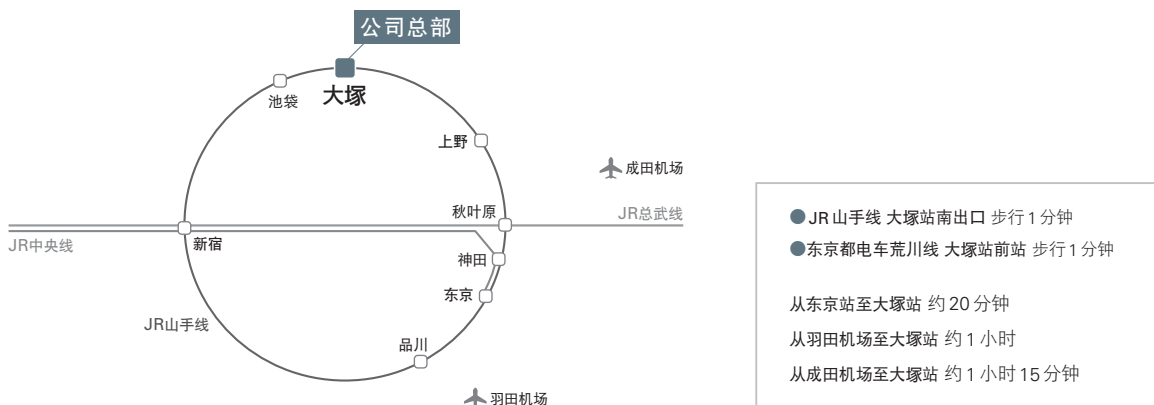 公司总部
池袋
大塚
上野
成田机场
秋叶原
JR总武线
JR中央线
新宿
神田
东京
JR山手线
品川
羽田机场
●JR山手线 大塚站南出口 步行1分钟
●东京都电车荒川线 大塚站前站 步行1分钟
从东京站至大塚站 约20分钟
从羽田机场至大塚站 约1小时
从成田机场至大塚站 约1小时15分钟